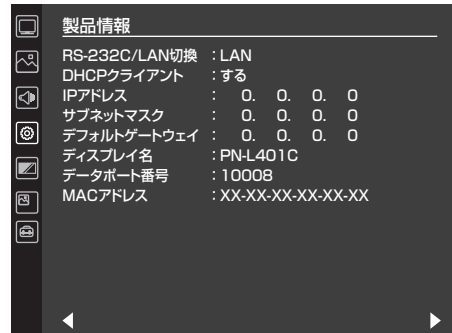 製品情報
RS-232C/LAN切換 : LAN
DHCPクライアント : する
IPアドレス : 0. 0. 0. 0
サブネットマスク : 0. 0. 0. 0
デフォルトゲートウェイ : 0. 0. 0. 0
ディスプレイ名 : PN-L401C
データポート番号 : 10008
MACアドレス : XX-XX-XX-XX-XX-XX